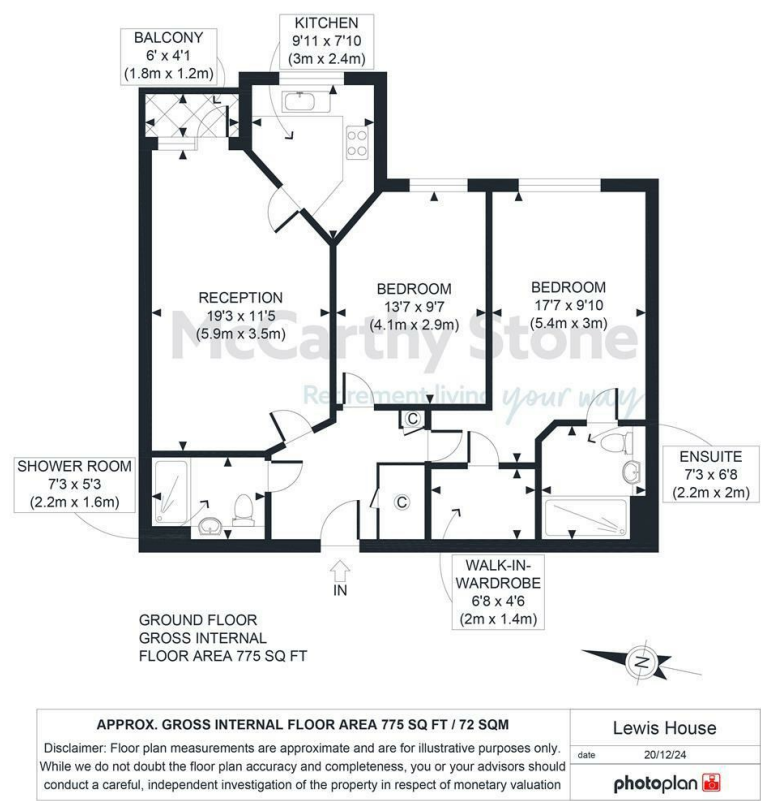 KITCHEN
9'11 x 7'10
(3m x 2.4m)
BALCONY
6' x 4'1
(1.8m x 1.2m)
RECEPTION
19'3 x 11'5
(5.9m x 3.5m)
BEDROOM
13'7 x 9'7
(4.1m x 2.9m)
BEDROOM
17'7 x 9'10
(5.4m x 3m)
McCarthy Stone
Retirement living your way
C
SHOWER ROOM
7'3 x 5'3
(2.2m x 1.6m)
ENSUITE
7'3 x 6'8
(2.2m x 2m)
C
WALK-IN-
WARDROBE
6'8 x 4'6
(2m x 1.4m)
IN
GROUND FLOOR
GROSS INTERNAL
FLOOR AREA 775 SQ FT
N
APPROX. GROSS INTERNAL FLOOR AREA 775 SQ FT / 72 SQM
Disclaimer: Floor plan measurements are approximate and are for illustrative purposes only.
While we do not doubt the floor plan accuracy and completeness, you or your advisors should
conduct a careful, independent investigation of the property in respect of monetary valuation
Lewis House
date 20/12/24
photoplan